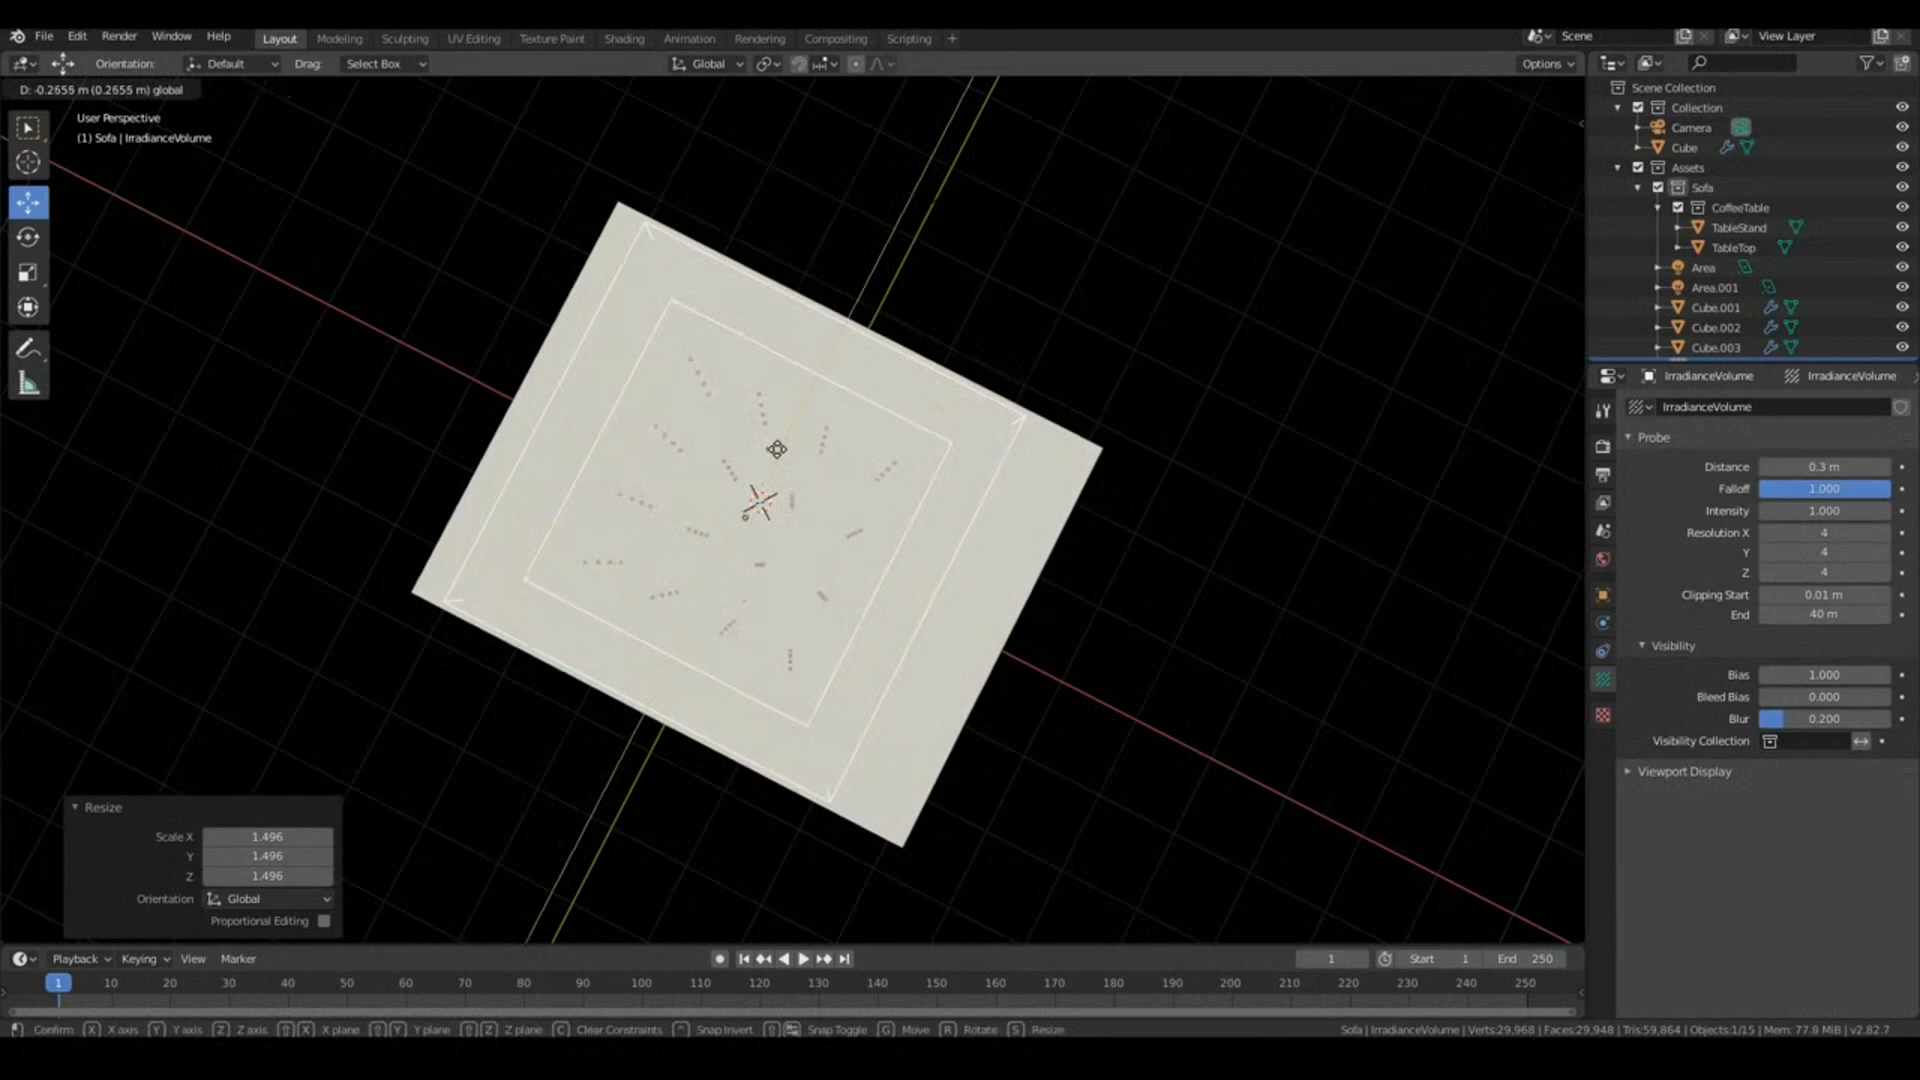 File Edit Render Window Help Layout Modeling Sculpting UV Editing Texture Paint Shading Animation Rendering Compositing Scripting + Scene View Layer
Orientation: Default Drag: Select Box Global Options
D: -0.2655 m (0.2655 m) global
User Perspective
(1) Sofa | IrradianceVolume
Scene Collection
Collection
Camera
Cube
Assets
Sofa
CoffeeTable
TableStand
TableTop
Area
Area.001
Cube.001
Cube.002
Cube.003
IrradianceVolume IrradianceVolume
IrradianceVolume
Probe
Distance 0.3 m
Falloff 1.000
Intensity 1.000
Resolution X 4
Y 4
Z 4
Clipping Start 0.01 m
End 40 m
Visibility
Bias 1.000
Bleed Bias 0.000
Blur 0.200
Visibility Collection
Viewport Display
Resize
Scale X 1.496
Y 1.496
Z 1.496
Orientation Global
Proportional Editing
Playback Keying View Marker 1 Start 1 End 250
1 10 20 30 40 50 60 70 80 90 100 110 120 130 140 150 160 170 180 190 200 210 220 230 240 250
Confirm X X axis Y Y axis Z Z axis X X plane Y Y plane Z Z plane C Clear Constraints Snap Invert Snap Toggle G Move R Rotate S Resize Sofa | IrradianceVolume | Verts:29,968 | Faces:29,948 | Tris:59,864 | Objects:1/15 | Mem: 77.9 MiB | v2.82.7